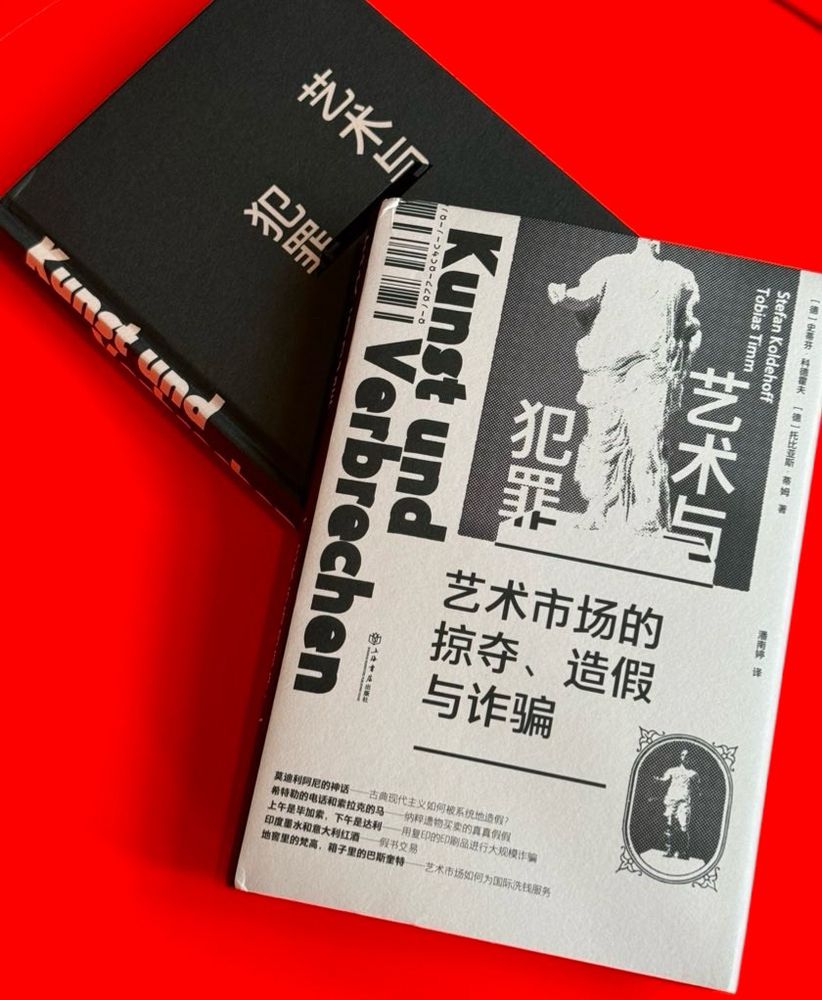 艺术与
犯罪
Kunst und
Kunst und
Verbrechen
Stefan Koldehoff
Tobias Timm
[德] 史蒂芬·科德霍夫 [德] 托比亚斯·蒂姆 著
艺术与
犯罪
艺术市场的
掠夺、造假
与诈骗
潘南婷 译
上海书店出版社
莫迪利阿尼的神话——古典现代主义如何被系统地造假?
希特勒的电话和索拉克的马——纳粹遗物买卖的真真假假
上午是毕加索，下午是达利——用复印的印刷品进行大规模诈骗
印度墨水和意大利红酒——假书交易
地窖里的梵高，箱子里的巴斯奎特——艺术市场如何为国际洗钱服务